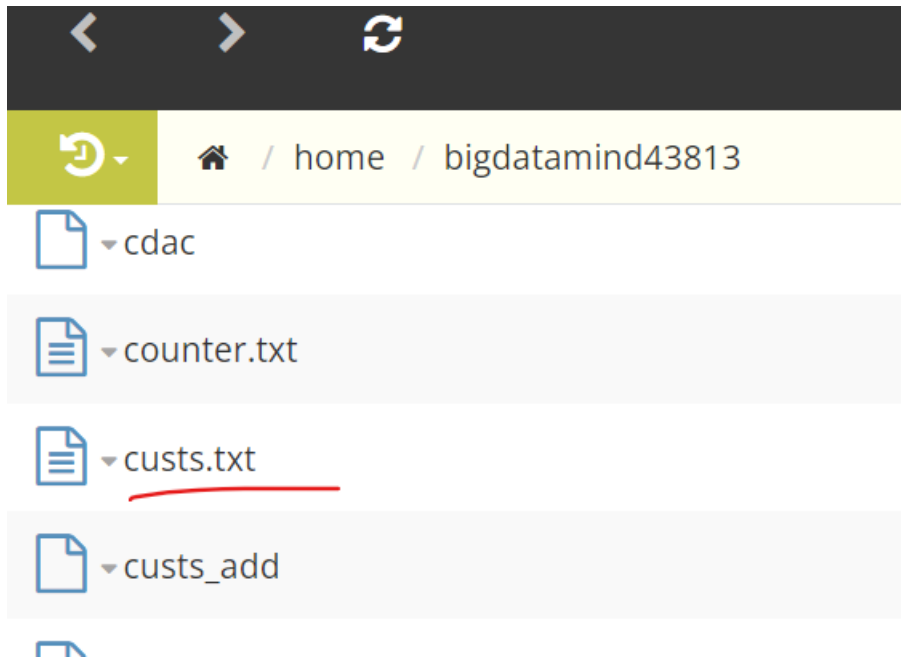 / home / bigdatamind43813
cdac
counter.txt
custs.txt
custs_add